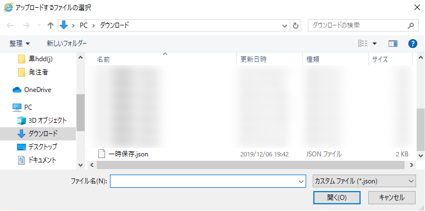 アップロードするファイルの選択
PC > ダウンロード
ダウンロードの検索
整理 新しいフォルダー
黒hdd(j)
発注者
OneDrive
PC
3D オブジェクト
ダウンロード
デスクトップ
ドキュメント
名前 更新日時 種類 サイズ
一時保存.json 2019/12/06 19:42 JSON ファイル 2 KB
ファイル名(N):
カスタム ファイル (*.json)
開く(O) キャンセル